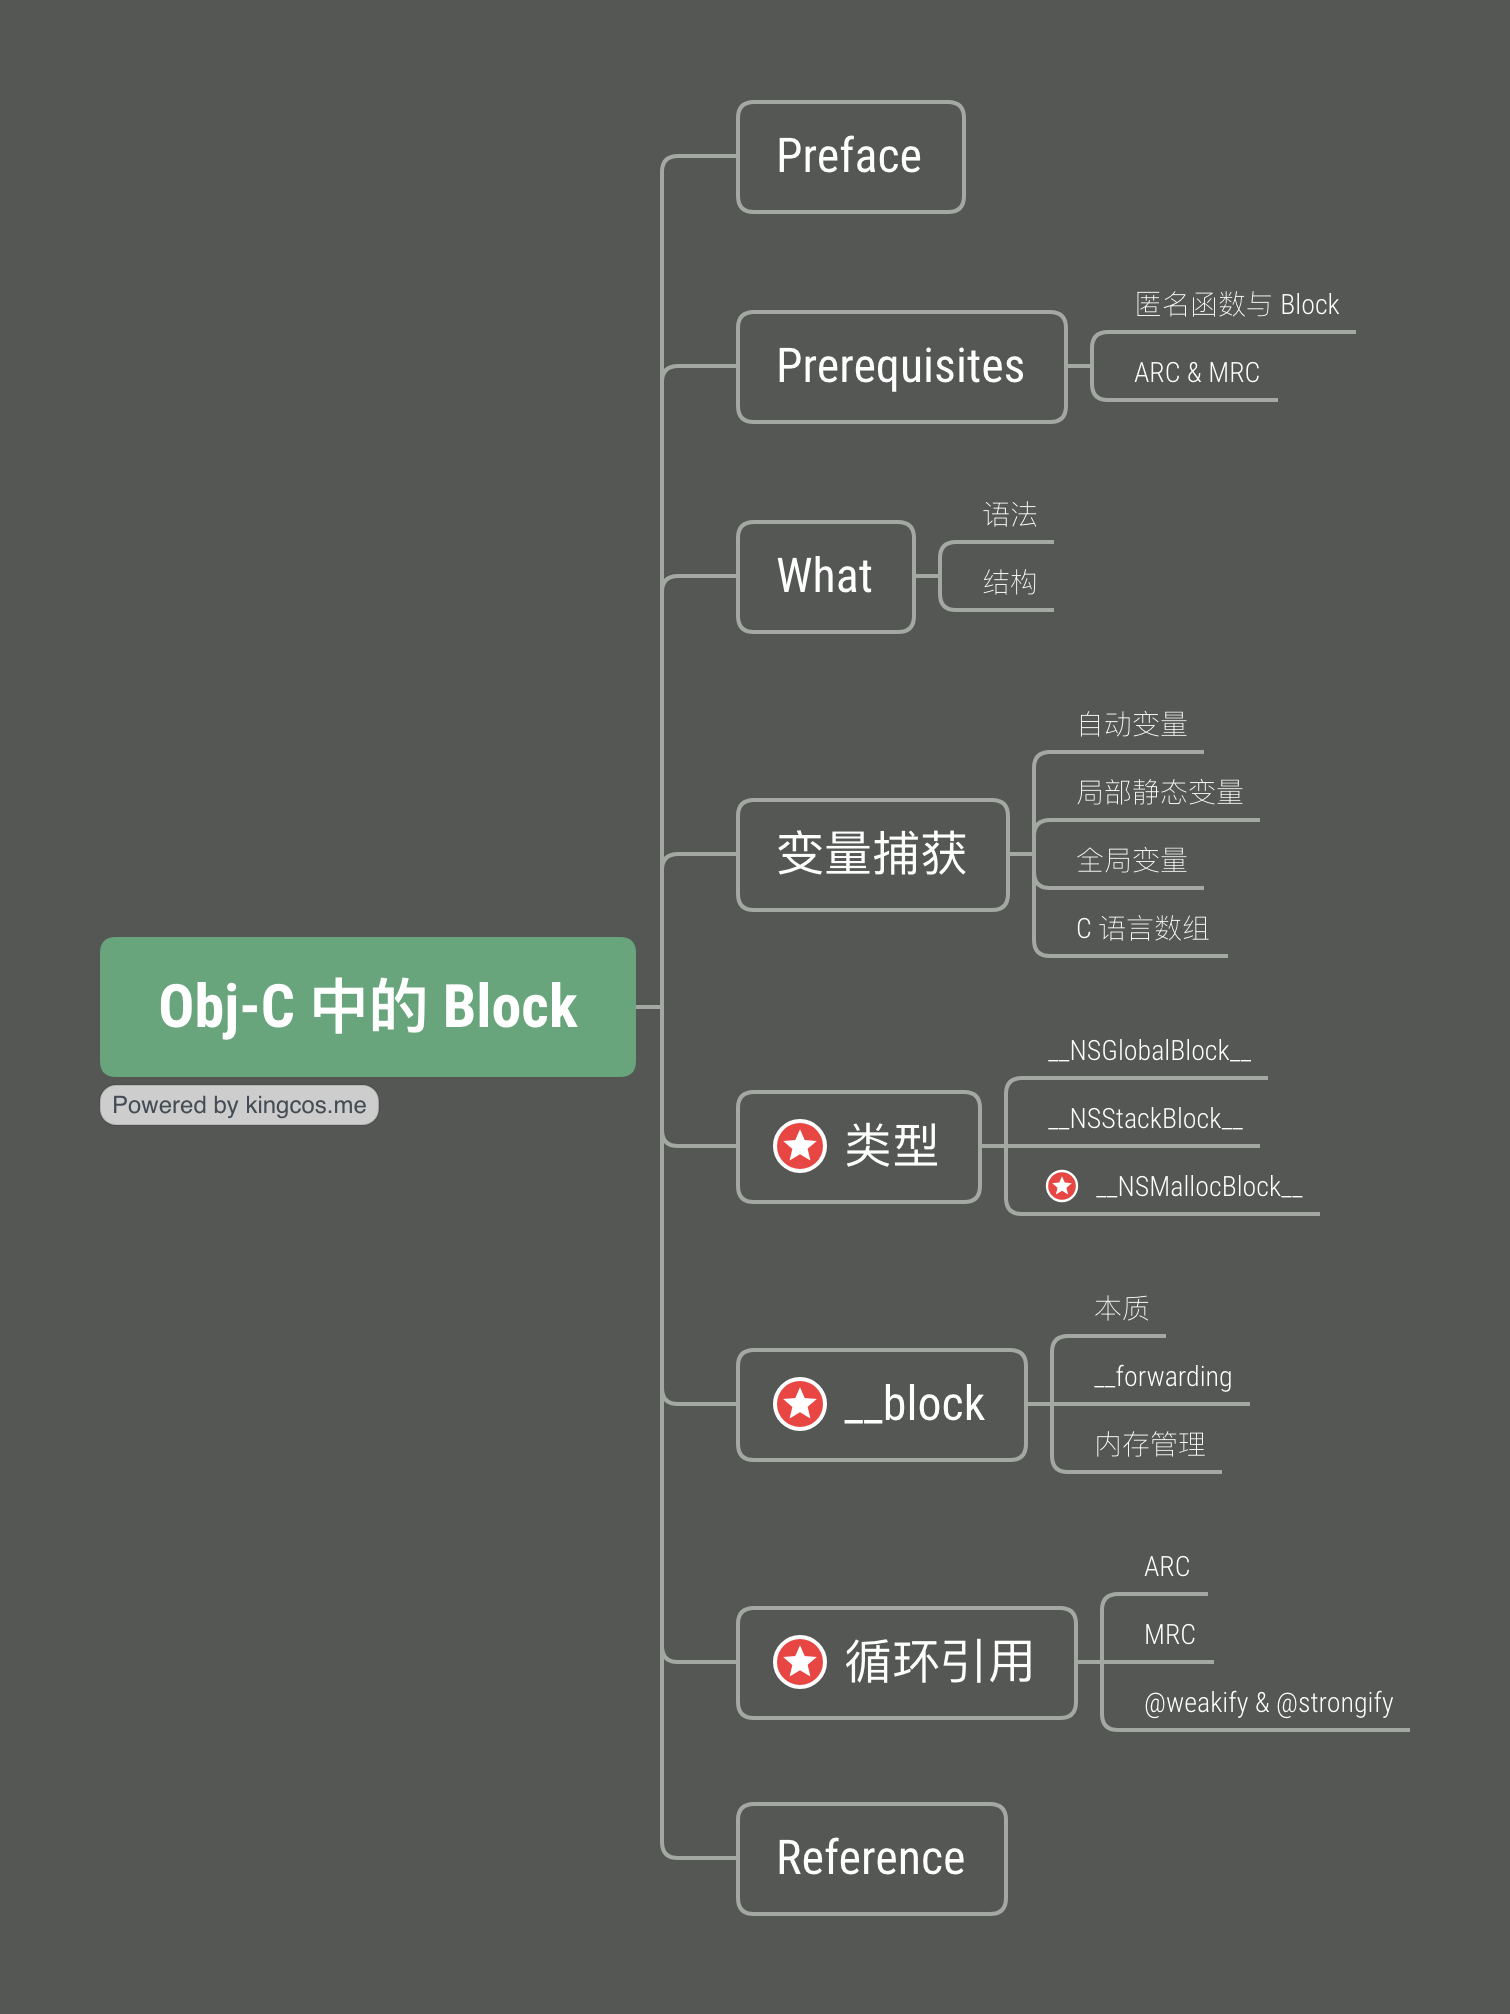 Obj-C 中的 Block
Powered by kingcos.me
Preface
Prerequisites
匿名函数与 Block
ARC & MRC
What
语法
结构
变量捕获
自动变量
局部静态变量
全局变量
C 语言数组
类型
__NSGlobalBlock__
__NSStackBlock__
__NSMallocBlock__
__block
本质
__forwarding
内存管理
循环引用
ARC
MRC
@weakify & @strongify
Reference